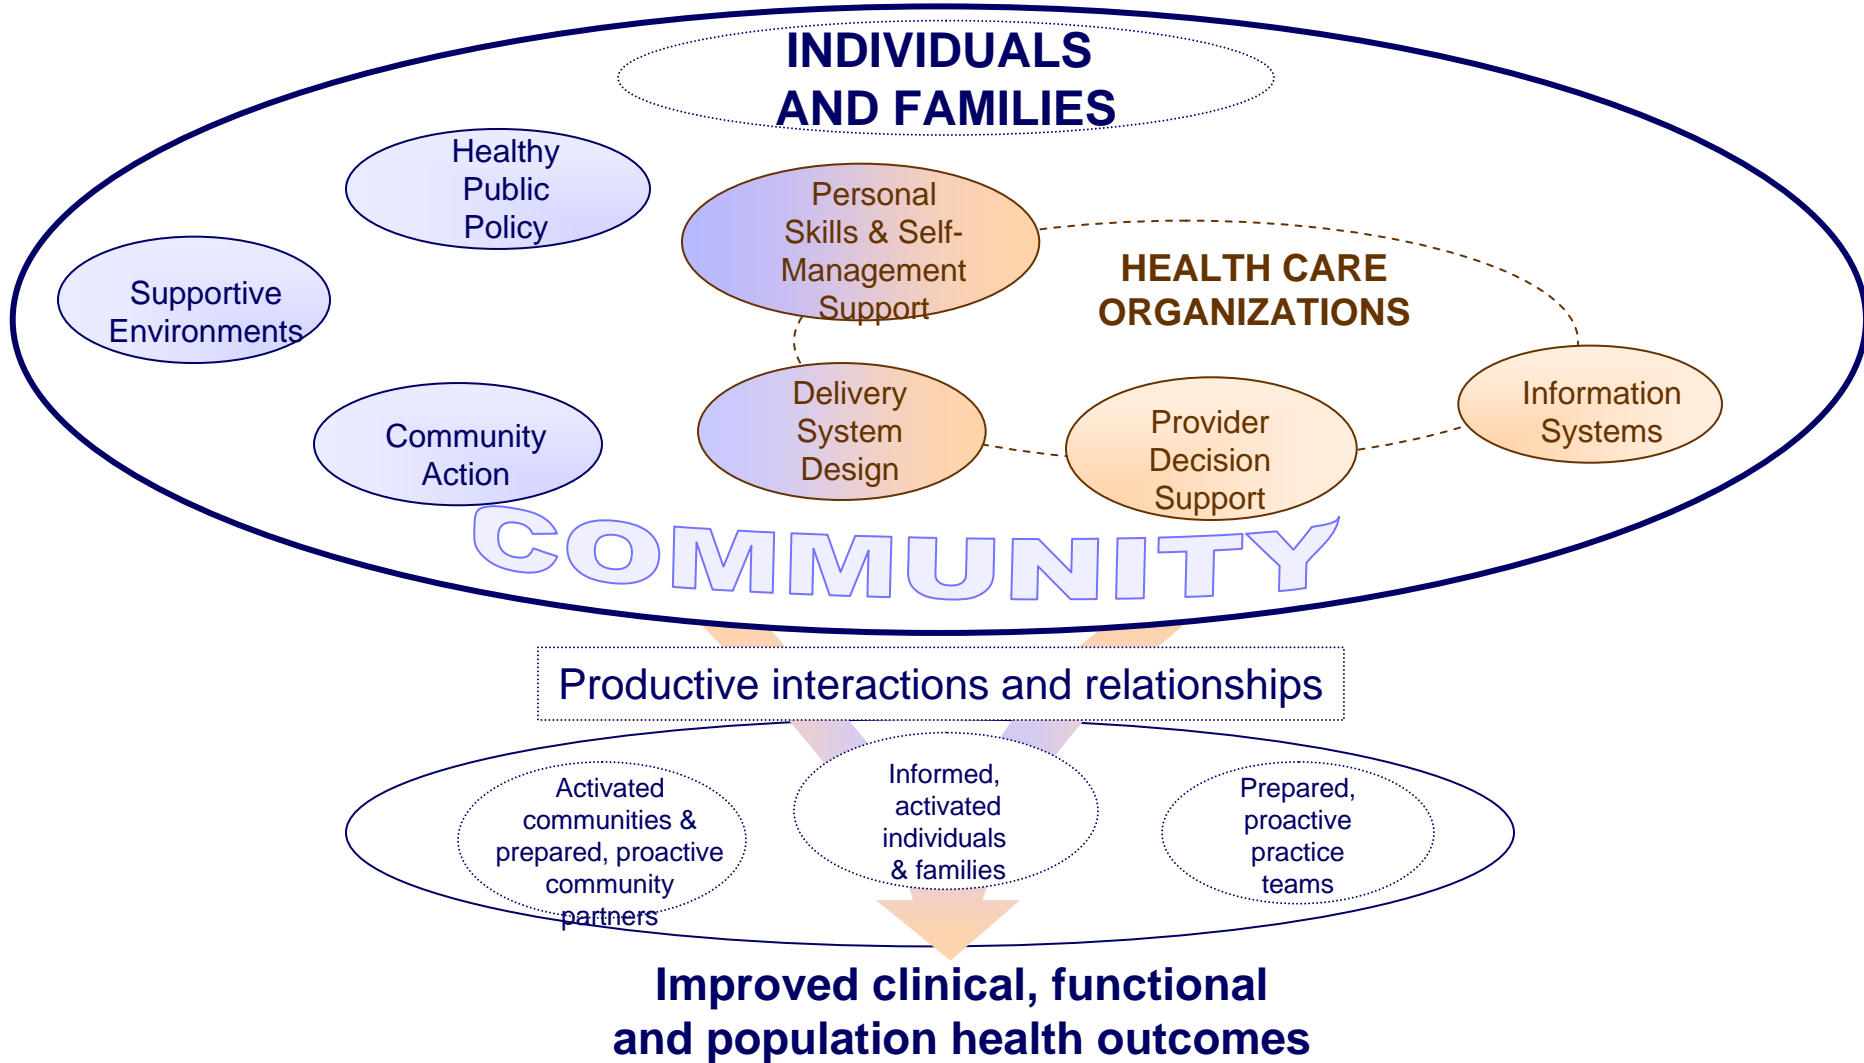 INDIVIDUALS
AND FAMILIES
Healthy
Public
Policy
Supportive
Environments
Community
Action
Personal
Skills & Self-
Management
Support
HEALTH CARE
ORGANIZATIONS
Delivery
System
Design
Provider
Decision
Support
Information
Systems
COMMUNITY
Productive interactions and relationships
Activated
communities &
prepared, proactive
community
partners
Informed,
activated
individuals
& families
Prepared,
proactive
practice
teams
Improved clinical, functional
and population health outcomes